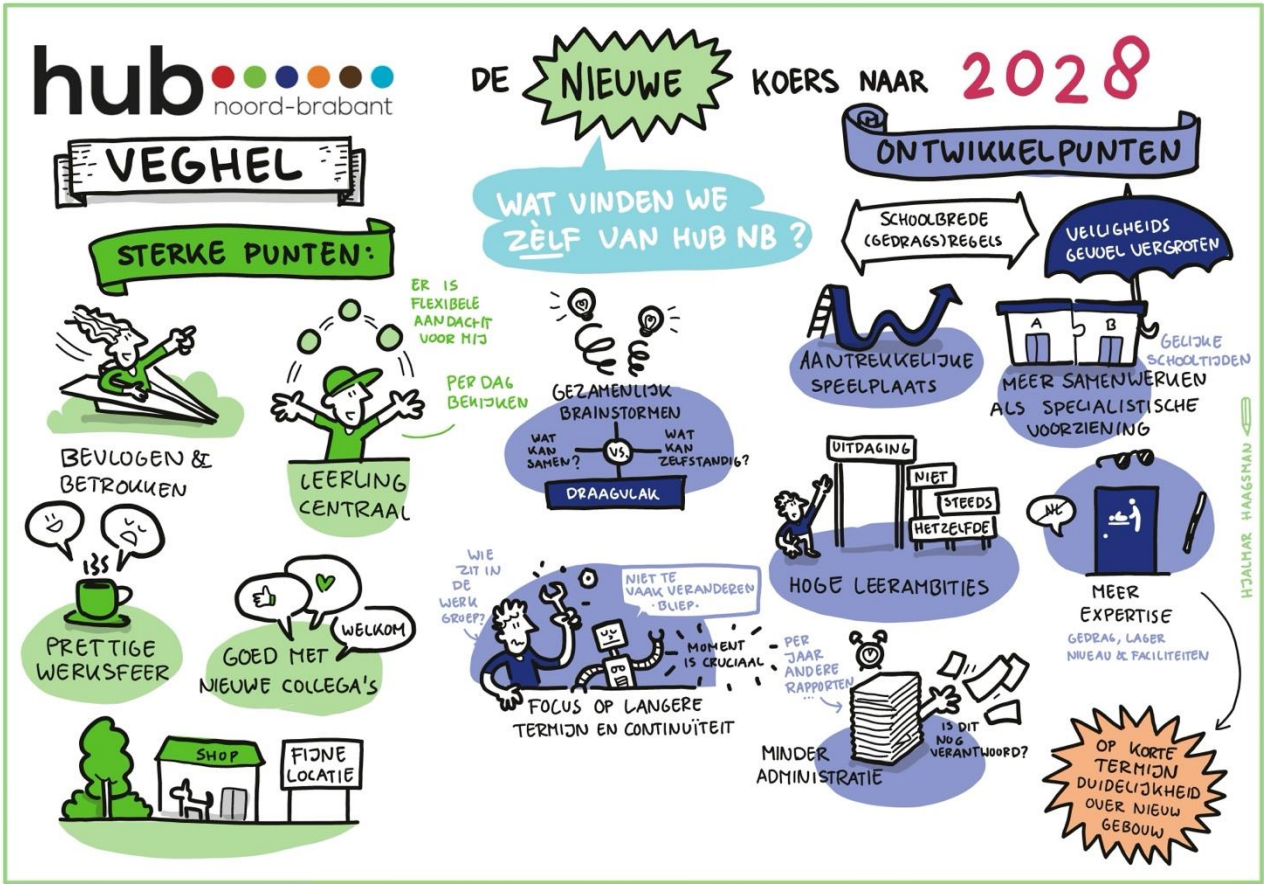 hub
noord-brabant
VEGHEL
DE NIEUWE KOERS NAAR 2028
WAT VINDEN WE
ZÈLF VAN HUB NB ?
STERKE PUNTEN:
BEVLOGEN &
BETROKKEN
ER IS
FLEXIBELE
AANDACHT
VOOR MIJ
PER DAG
BEKIJKEN
LEERLING
CENTRAAL
PRETTIGE
WERKSFEER
WELKOM
GOED MET
NIEUWE COLLEGA'S
SHOP
FIJNE
LOCATIE
GEZAMENLIJK
BRAINSTORMEN
WAT
KAN
SAMEN?
VS.
WAT
KAN
ZELFSTANDIG?
DRAAGVLAK
WIE
ZIT IN
DE
WERK
GROEP?
NIET TE
VAAK VERANDEREN
·BLIEP·
MOMENT
IS CRUCIAAL
FOCUS OP LANGERE
TERMIJN EN CONTINUÏTEIT
ONTWIKKELPUNTEN
SCHOOLBREDE
(GEDRAGS)REGELS
VEILIGHEIDS
GEVOEL VERGROTEN
AANTREKKELIJKE
SPEELPLAATS
A
B
GELIJKE
SCHOOLTIJDEN
MEER SAMENWERKEN
ALS SPECIALISTISCHE
VOORZIENING
UITDAGING
NIET
STEEDS
HETZELFDE
HOGE LEERAMBITIES
NL
MEER
EXPERTISE
GEDRAG, LAGER
NIVEAU & FACILITEITEN
PER
JAAR
ANDERE
RAPPORTEN
...
IS DIT
NOG
VERANTWOORD?
MINDER
ADMINISTRATIE
OP KORTE
TERMIJN
DUIDELIJKHEID
OVER NIEUW
GEBOUW
HJALMAR HAAGSMAN